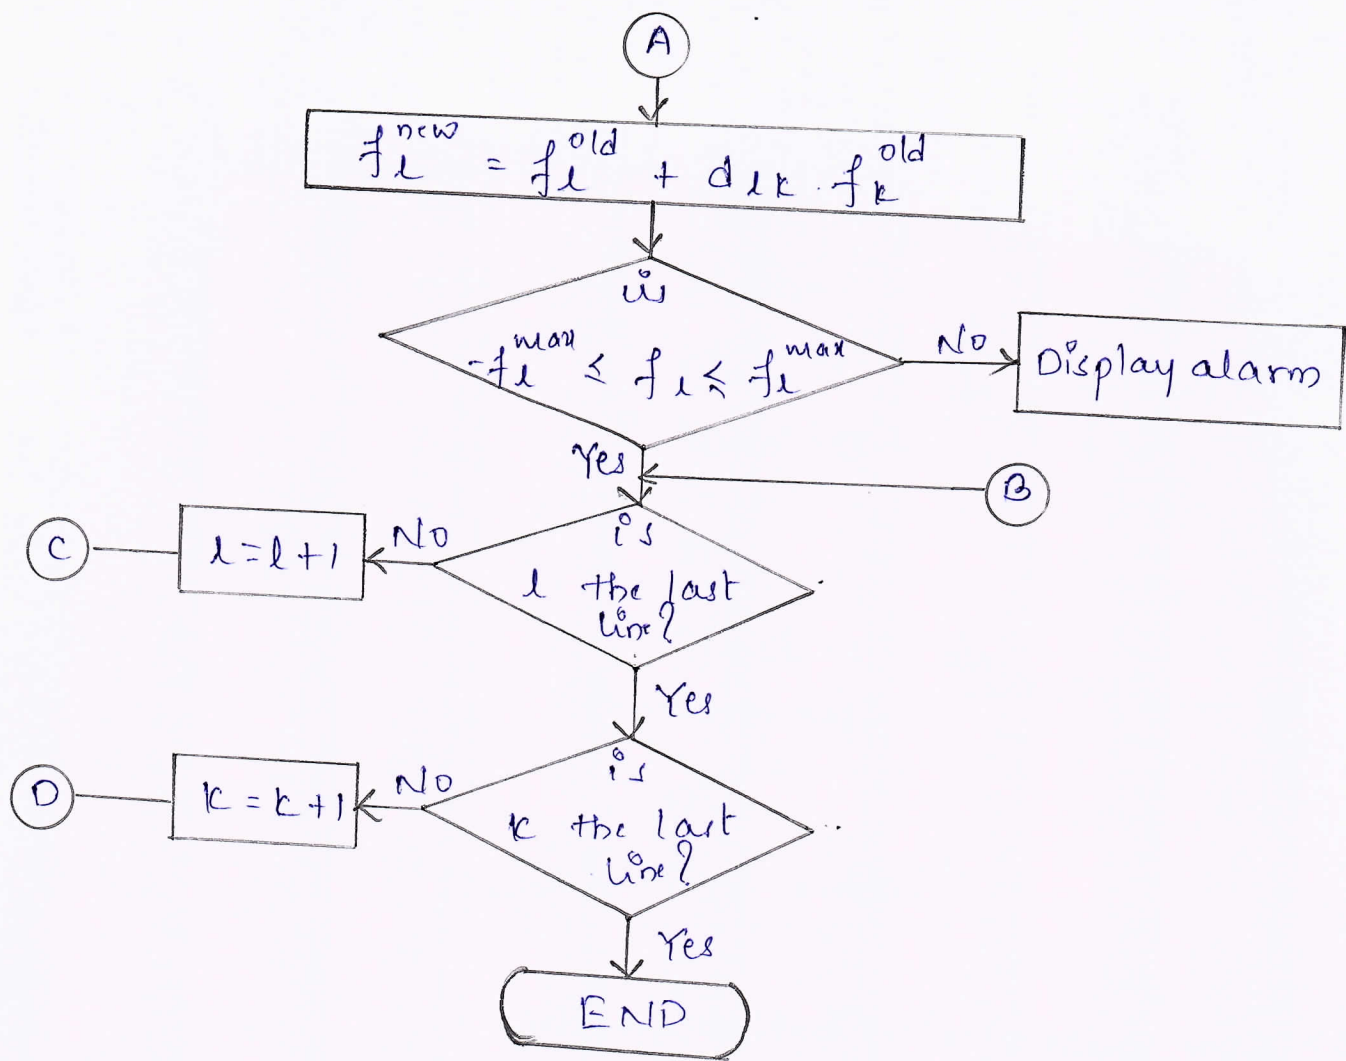 A
f_l^new = f_l^old + d_lk . f_k^old
is
-f_l^max ≤ f_l ≤ f_l^max
No
Display alarm
Yes
B
C
l=l+1
No
is
l the last
line?
Yes
D
k=k+1
No
is
k the last
line?
Yes
END